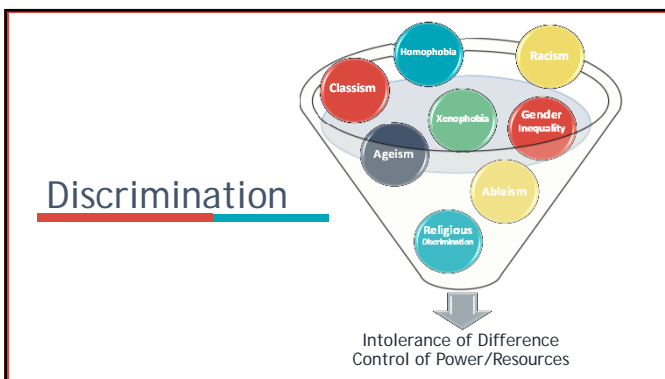 Discrimination
Homophobia
Racism
Classism
Xenophobia
Gender
Inequality
Ageism
Ableism
Religious
Discrimination
Intolerance of Difference
Control of Power/Resources